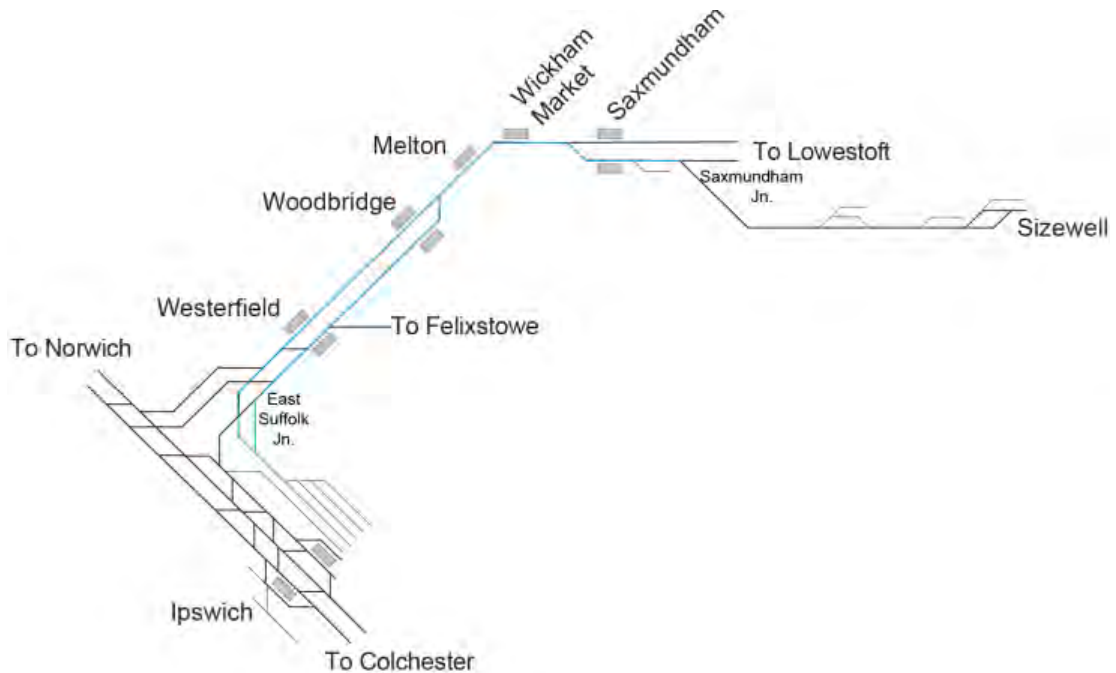 Wickham
Market
Saxmundham
Melton
To Lowestoft
Saxmundham
Jn.
Woodbridge
Sizewell
Westerfield
To Felixstowe
To Norwich
East
Suffolk
Jn.
Ipswich
To Colchester